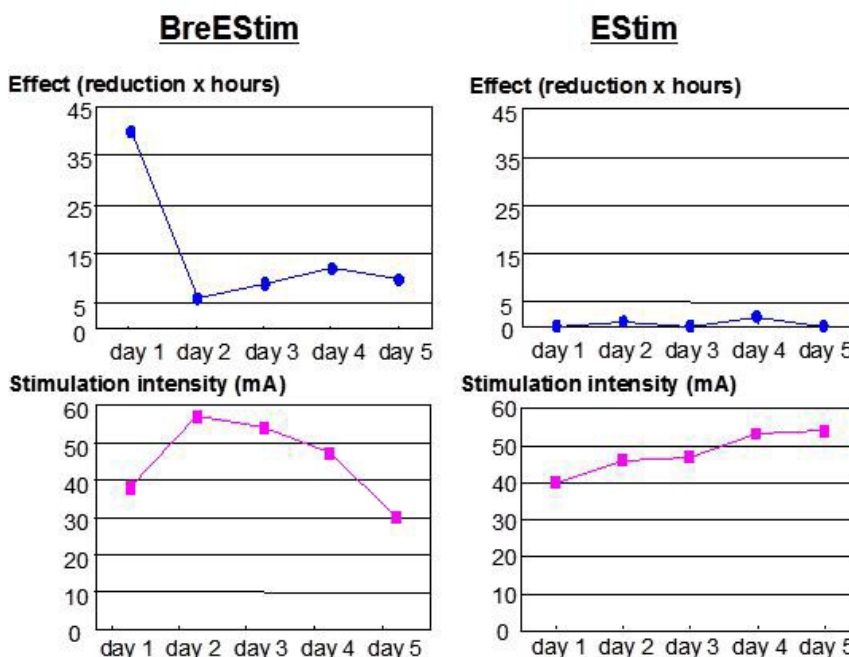 BreEStim
EStim
Effect (reduction x hours)
45
35
25
15
5
0
day 1 day 2 day 3 day 4 day 5
Effect (reduction x hours)
45
35
25
15
5
0
day 1 day 2 day 3 day 4 day 5
Stimulation intensity (mA)
60
50
40
30
20
10
0
day 1 day 2 day 3 day 4 day 5
Stimulation intensity (mA)
60
50
40
30
20
10
0
day 1 day 2 day 3 day 4 day 5